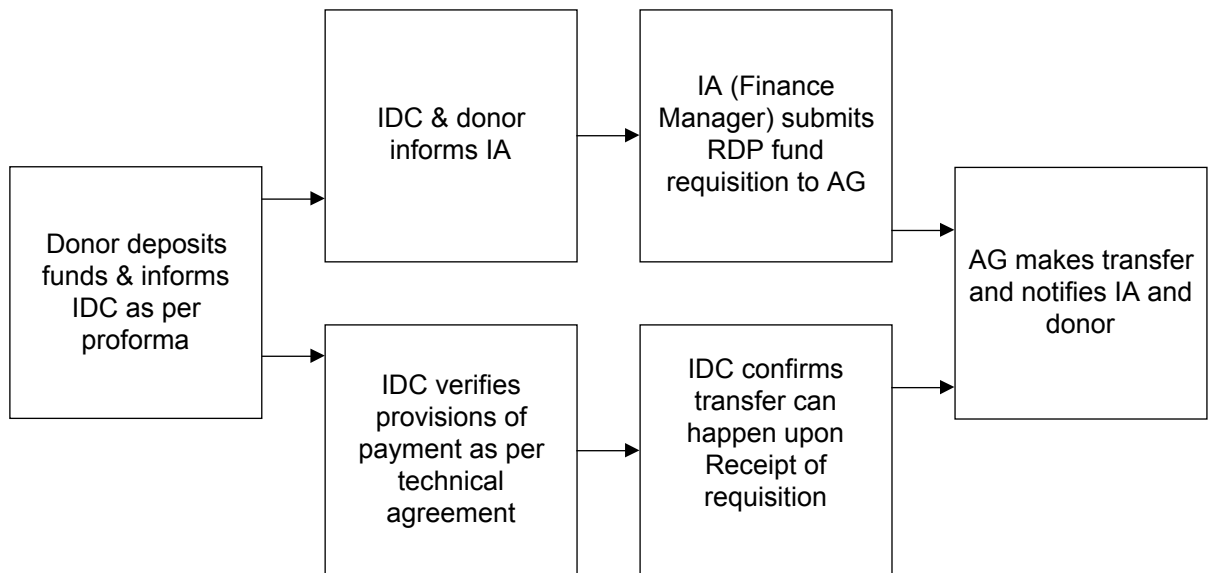 Donor deposits
funds & informs
IDC as per
proforma
IDC & donor
informs IA
IA (Finance
Manager) submits
RDP fund
requisition to AG
IDC verifies
provisions of
payment as per
technical
agreement
IDC confirms
transfer can
happen upon
Receipt of
requisition
AG makes transfer
and notifies IA and
donor